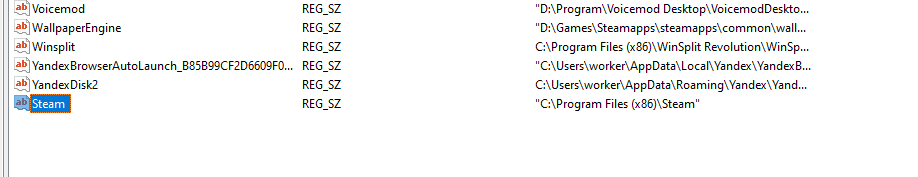 Voicemod REG_SZ "D:\Program\Voicemod Desktop\VoicemodDeskto...
WallpaperEngine REG_SZ "D:\Games\Steamapps\steamapps\common\wall...
Winsplit REG_SZ C:\Program Files (x86)\WinSplit Revolution\WinSp...
YandexBrowserAutoLaunch_B85B99CF2D6609F0... REG_SZ "C:\Users\worker\AppData\Local\Yandex\YandexB...
YandexDisk2 REG_SZ C:\Users\worker\AppData\Roaming\Yandex\Yand...
Steam REG_SZ "C:\Program Files (x86)\Steam"